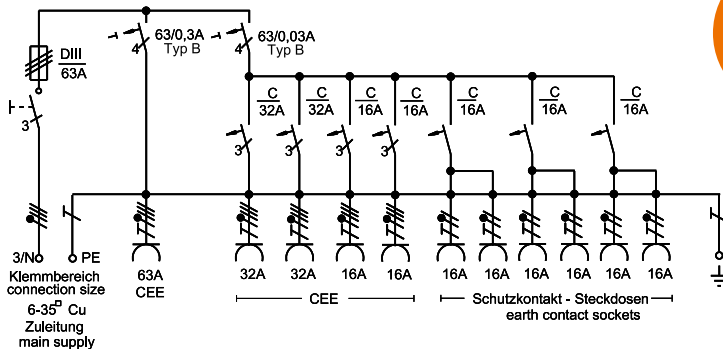 DIII
63A
3
63/0,3A
Typ B
4
63/0,03A
Typ B
4
C
32A
C
32A
C
16A
C
16A
C
16A
C
16A
C
16A
3
3
3
3
3/N
PE
Klemmbereich
connection size
6-35□ Cu
Zuleitung
main supply
63A
CEE
32A
32A
16A
16A
CEE
16A
16A
16A
16A
16A
16A
Schutzkontakt - Steckdosen
earth contact sockets